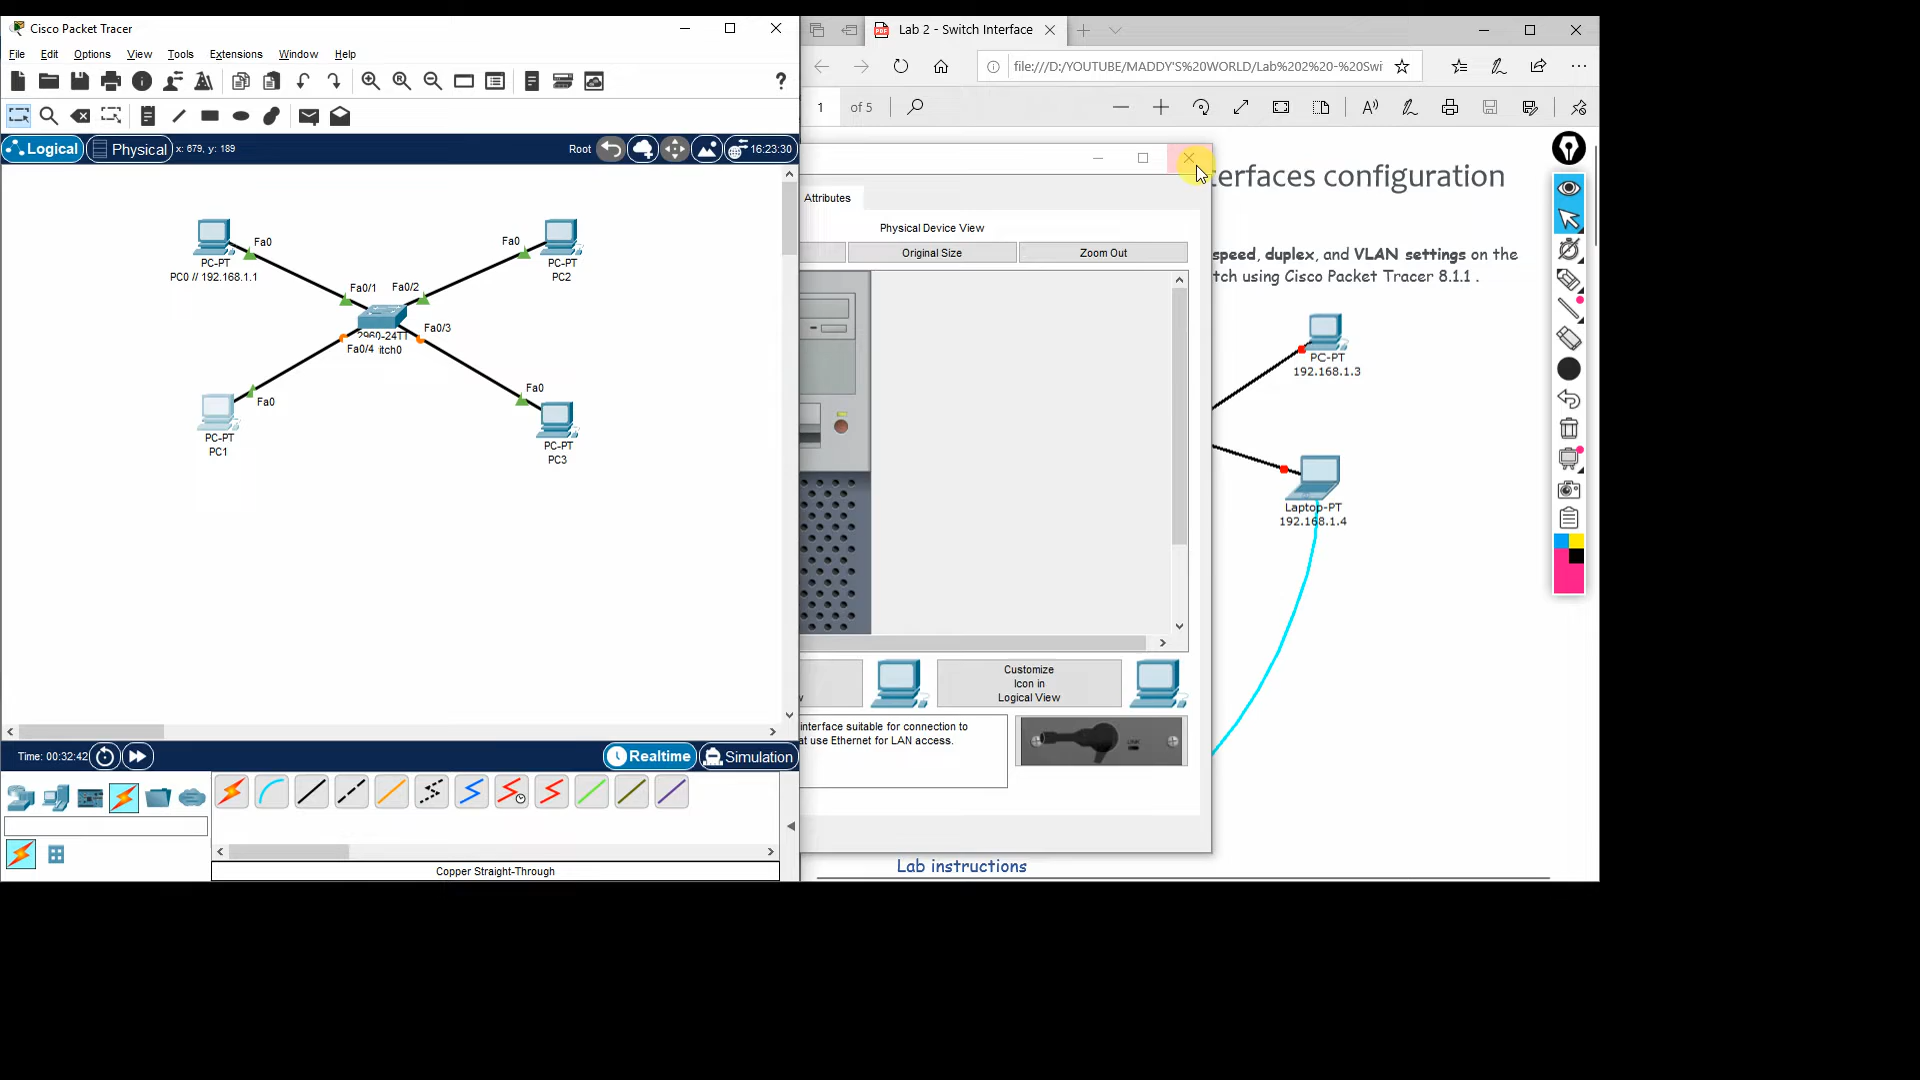 Cisco Packet Tracer
File Edit Options View Tools Extensions Window Help
?
Logical Physical x: 679, y: 189
Root 16:23:30
Fa0
PC-PT
PC0 // 192.168.1.1
Fa0
PC-PT
PC2
Fa0/1 Fa0/2
2960-24TT
itch0
Fa0/3
Fa0/4
Fa0
PC-PT
PC1
Fa0
PC-PT
PC3
Time: 00:32:42
Realtime Simulation
Copper Straight-Through
PDF Lab 2 - Switch Interface
file:///D:/YOUTUBE/MADDY'S%20WORLD/Lab%202%20-%20Swi
1 of 5
Attributes
Physical Device View
Original Size Zoom Out
Customize
Icon in
Logical View
y
interface suitable for connection to
at use Ethernet for LAN access.
LINK
erfaces configuration
speed, duplex, and VLAN settings on the
tch using Cisco Packet Tracer 8.1.1 .
PC-PT
192.168.1.3
Laptop-PT
192.168.1.4
Lab instructions